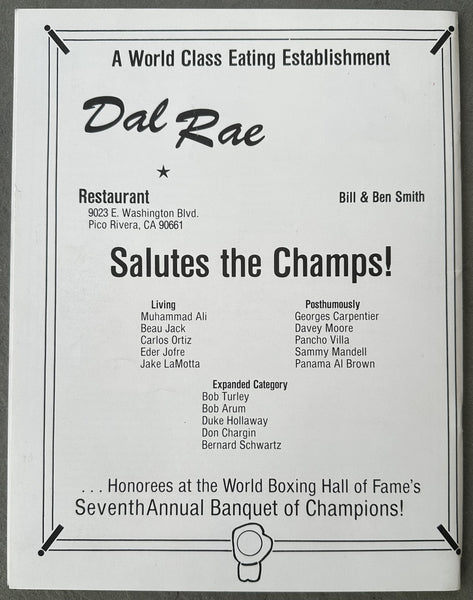 A World Class Eating Establishment
Dal Rae
Restaurant
9023 E. Washington Blvd.
Pico Rivera, CA 90661
Bill & Ben Smith
Salutes the Champs!
Living
Muhammad Ali
Beau Jack
Carlos Ortiz
Eder Jofre
Jake LaMotta
Posthumously
Georges Carpentier
Davey Moore
Pancho Villa
Sammy Mandell
Panama Al Brown
Expanded Category
Bob Turley
Bob Arum
Duke Hollaway
Don Chargin
Bernard Schwartz
. . . Honorees at the World Boxing Hall of Fame's
SeventhAnnual Banquet of Champions!